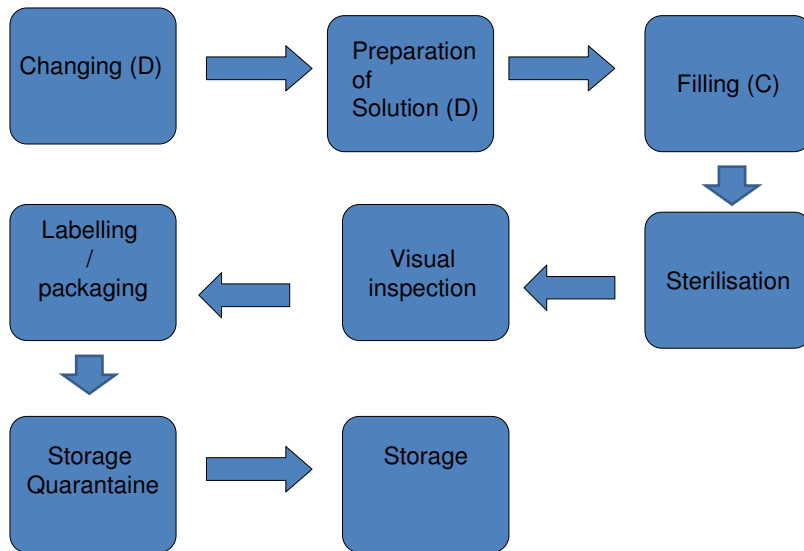 Changing (D)
Preparation
of
Solution (D)
Filling (C)
Sterilisation
Visual
inspection
Labelling
/
packaging
Storage
Quarantaine
Storage